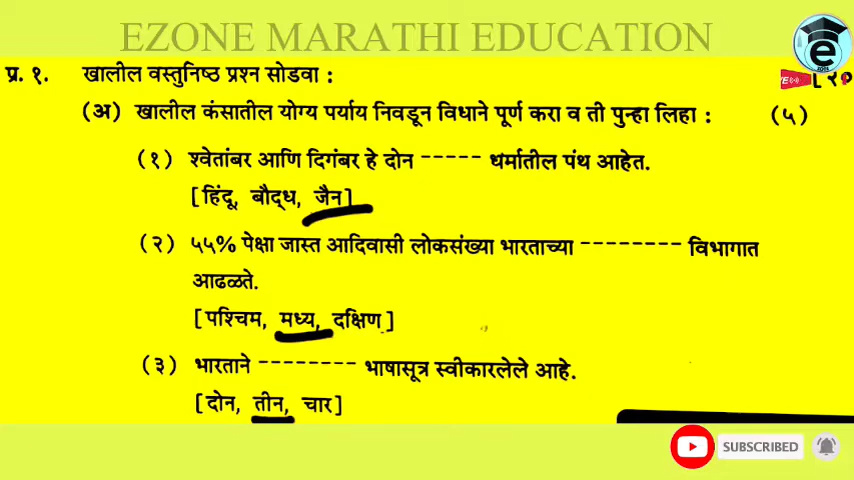 EZONE MARATHI EDUCATION
प्र. १. खालील वस्तुनिष्ठ प्रश्न सोडवा : [२०
(अ) खालील कंसातील योग्य पर्याय निवडून विधाने पूर्ण करा व ती पुन्हा लिहा : (५)
(१) श्वेतांबर आणि दिगंबर हे दोन ----- धर्मातील पंथ आहेत.
[हिंदू, बौद्ध, जैन]
(२) ५५% पेक्षा जास्त आदिवासी लोकसंख्या भारताच्या -------- विभागात
आढळते.
[पश्चिम, मध्य, दक्षिण]
(३) भारताने -------- भाषासूत्र स्वीकारलेले आहे.
[दोन, तीन, चार]
SUBSCRIBED